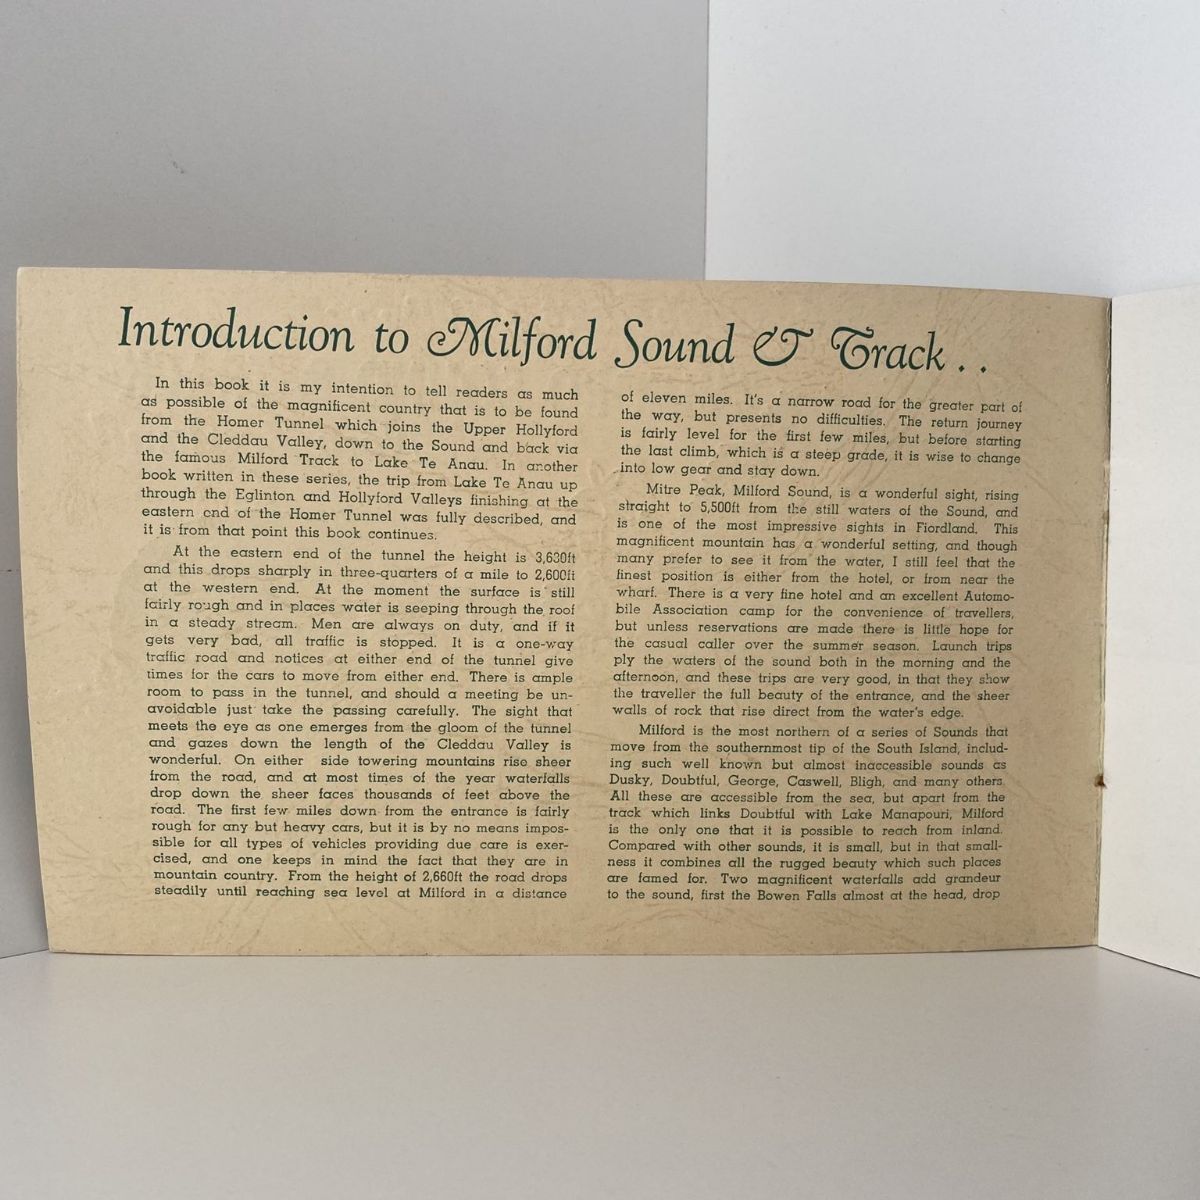 Introduction to Milford Sound & Track . .
In this book it is my intention to tell readers as much
as possible of the magnificent country that is to be found
from the Homer Tunnel which joins the Upper Hollyford
and the Cleddau Valley, down to the Sound and back via
the famous Milford Track to Lake Te Anau. In another
book written in these series, the trip from Lake Te Anau up
through the Eglinton and Hollyford Valleys finishing at the
eastern end of the Homer Tunnel was fully described, and
it is from that point this book continues.
At the eastern end of the tunnel the height is 3,630ft
and this drops sharply in three-quarters of a mile to 2,600ft
at the western end. At the moment the surface is still
fairly rough and in places water is seeping through the roof
in a steady stream. Men are always on duty, and if it
gets very bad, all traffic is stopped. It is a one-way
traffic road and notices at either end of the tunnel give
times for the cars to move from either end. There is ample
room to pass in the tunnel, and should a meeting be un-
avoidable just take the passing carefully. The sight that
meets the eye as one emerges from the gloom of the tunnel
and gazes down the length of the Cleddau Valley is
wonderful. On either side towering mountains rise sheer
from the road, and at most times of the year waterfalls
drop down the sheer faces thousands of feet above the
road. The first few miles down from the entrance is fairly
rough for any but heavy cars, but it is by no means impos-
sible for all types of vehicles providing due care is exer-
cised, and one keeps in mind the fact that they are in
mountain country. From the height of 2,660ft the road drops
steadily until reaching sea level at Milford in a distance
of eleven miles. It's a narrow road for the greater part of
the way, but presents no difficulties. The return journey
is fairly level for the first few miles, but before starting
the last climb, which is a steep grade, it is wise to change
into low gear and stay down.
Mitre Peak, Milford Sound, is a wonderful sight, rising
straight to 5,500ft from the still waters of the Sound, and
is one of the most impressive sights in Fiordland. This
magnificent mountain has a wonderful setting, and though
many prefer to see it from the water, I still feel that the
finest position is either from the hotel, or from near the
wharf. There is a very fine hotel and an excellent Automo-
bile Association camp for the convenience of travellers,
but unless reservations are made there is little hope for
the casual caller over the summer season. Launch trips
ply the waters of the sound both in the morning and the
afternoon, and these trips are very good, in that they show
the traveller the full beauty of the entrance, and the sheer
walls of rock that rise direct from the water's edge.
Milford is the most northern of a series of Sounds that
move from the southernmost tip of the South Island, includ-
ing such well known but almost inaccessible sounds as
Dusky, Doubtful, George, Caswell, Bligh, and many others.
All these are accessible from the sea, but apart from the
track which links Doubtful with Lake Manapouri, Milford
is the only one that it is possible to reach from inland.
Compared with other sounds, it is small, but in that small-
ness it combines all the rugged beauty which such places
are famed for. Two magnificent waterfalls add grandeur
to the sound, first the Bowen Falls almost at the head, drop